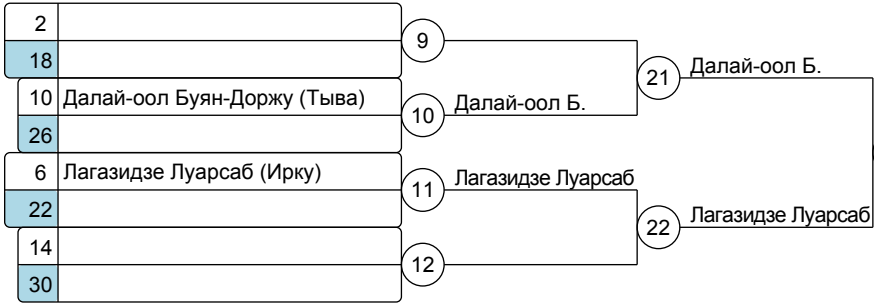 2
18
9
10 Далай-оол Буян-Доржу (Тыва)
26
10 Далай-оол Б.
21 Далай-оол Б.
6 Лагазидзе Луарсаб (Ирку)
22
11 Лагазидзе Луарсаб
14
30
12
22 Лагазидзе Луарсаб